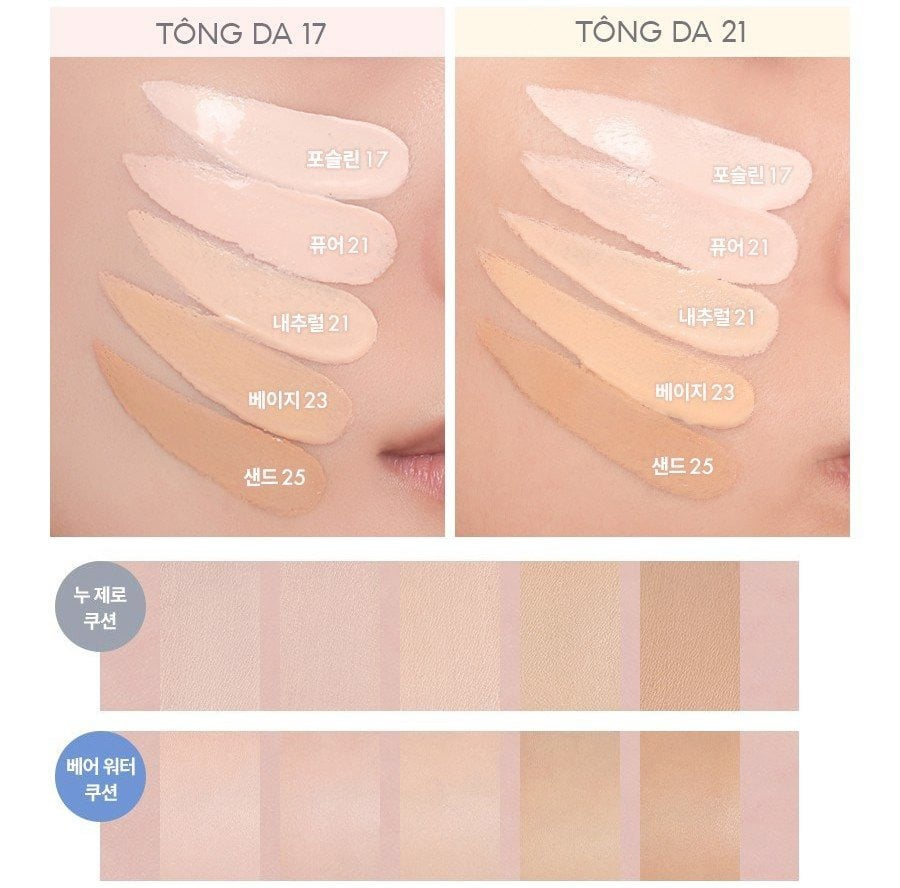 TÔNG DA 17
포슬린 17
퓨어 21
내추럴 21
베이지 23
샌드 25
TÔNG DA 21
포슬린 17
퓨어 21
내추럴 21
베이지 23
샌드 25
누 제로
쿠션
베어 워터
쿠션